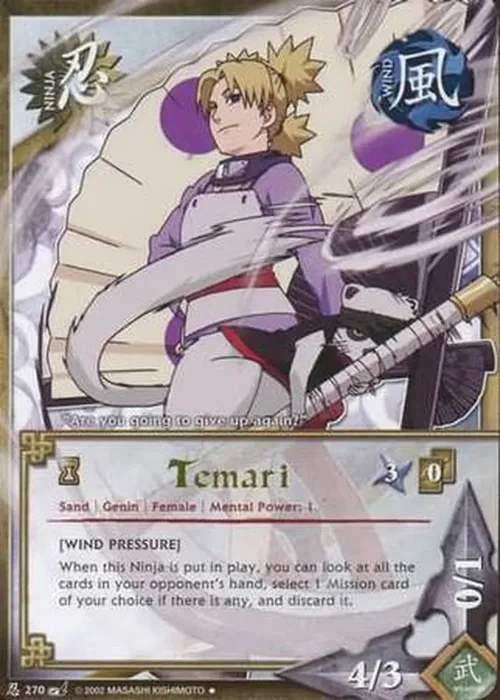 NINJA 忍
WIND 風
"Are you going to give up again?"
Temari
3 0
Sand | Genin | Female | Mental Power: 1
[WIND PRESSURE]
When this Ninja is put in play, you can look at all the
cards in your opponent's hand, select 1 Mission card
of your choice if there is any, and discard it.
0/1
4/3
武
忍 270 © 2002 MASASHI KISHIMOTO